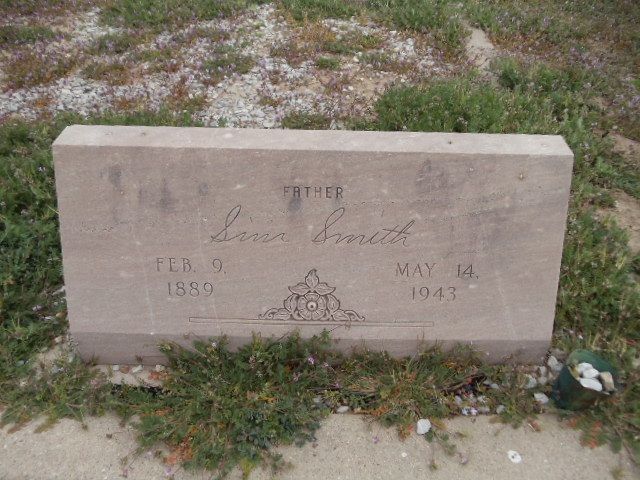 FATHER
Sim Smith
FEB. 9, MAY 14,
1889 1943